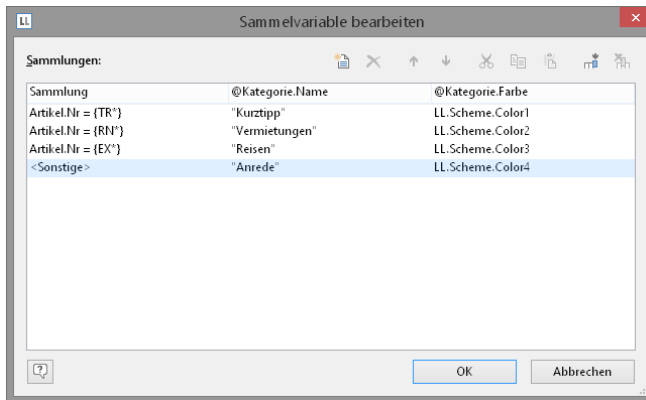 LL
Sammelvariable bearbeiten
Sammlungen:
Sammlung @Kategorie.Name @Kategorie.Farbe
Artikel.Nr = {TR*} "Kurztipp" LL.Scheme.Color1
Artikel.Nr = {RN*} "Vermietungen" LL.Scheme.Color2
Artikel.Nr = {EX*} "Reisen" LL.Scheme.Color3
<Sonstige> "Anrede" LL.Scheme.Color4
OK Abbrechen